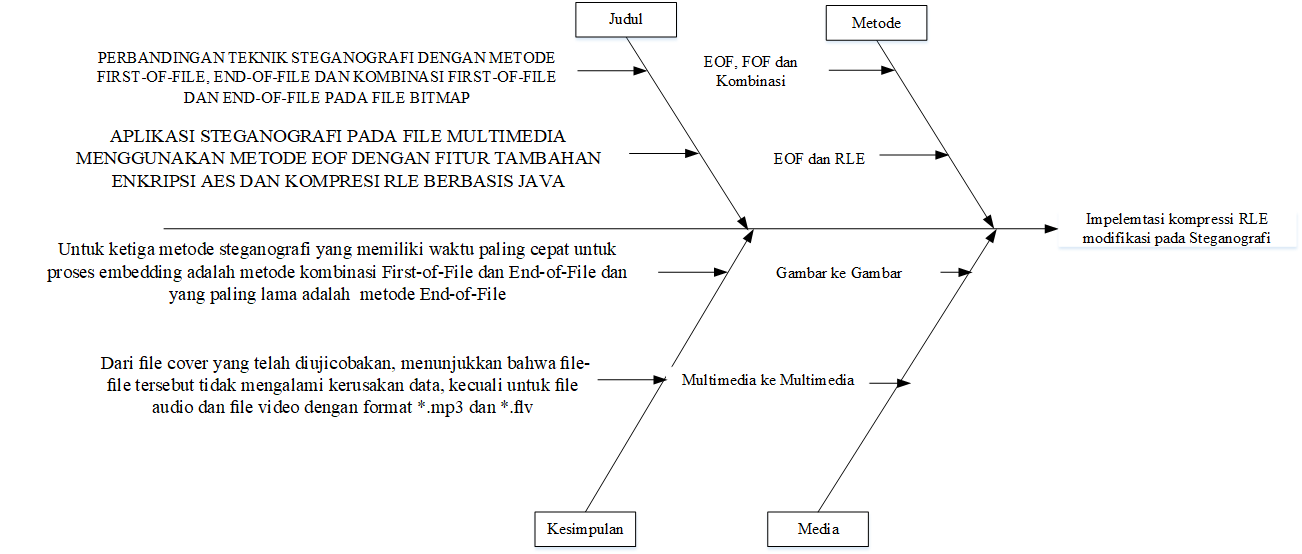 Judul
Metode
PERBANDINGAN TEKNIK STEGANOGRAFI DENGAN METODE
FIRST-OF-FILE, END-OF-FILE DAN KOMBINASI FIRST-OF-FILE
DAN END-OF-FILE PADA FILE BITMAP
EOF, FOF dan
Kombinasi
APLIKASI STEGANOGRAFI PADA FILE MULTIMEDIA
MENGGUNAKAN METODE EOF DENGAN FITUR TAMBAHAN
ENKRIPSI AES DAN KOMPRESI RLE BERBASIS JAVA
EOF dan RLE
Impelemtasi kompressi RLE
modifikasi pada Steganografi
Untuk ketiga metode steganografi yang memiliki waktu paling cepat untuk
proses embedding adalah metode kombinasi First-of-File dan End-of-File dan
yang paling lama adalah metode End-of-File
Gambar ke Gambar
Dari file cover yang telah diujicobakan, menunjukkan bahwa file-
file tersebut tidak mengalami kerusakan data, kecuali untuk file
audio dan file video dengan format *.mp3 dan *.flv
Multimedia ke Multimedia
Kesimpulan
Media